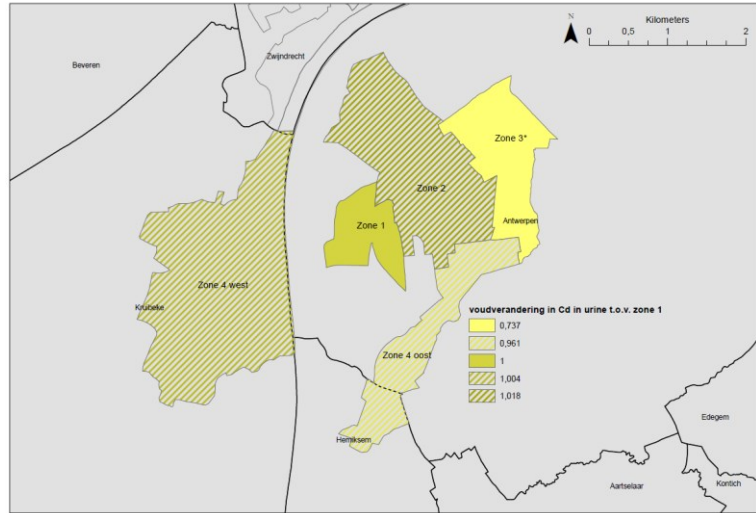 N
Kilometers
0 0,5 1 2
Beveren
Zwijndrecht
Zone 3*
Zone 2
Antwerpen
Zone 1
Zone 4 west
Kruibeke
voudverandering in Cd in urine t.o.v. zone 1
0,737
0,961
1
1,004
1,018
Zone 4 oost
Hemiksem
Edegem
Aartselaar
Kontich